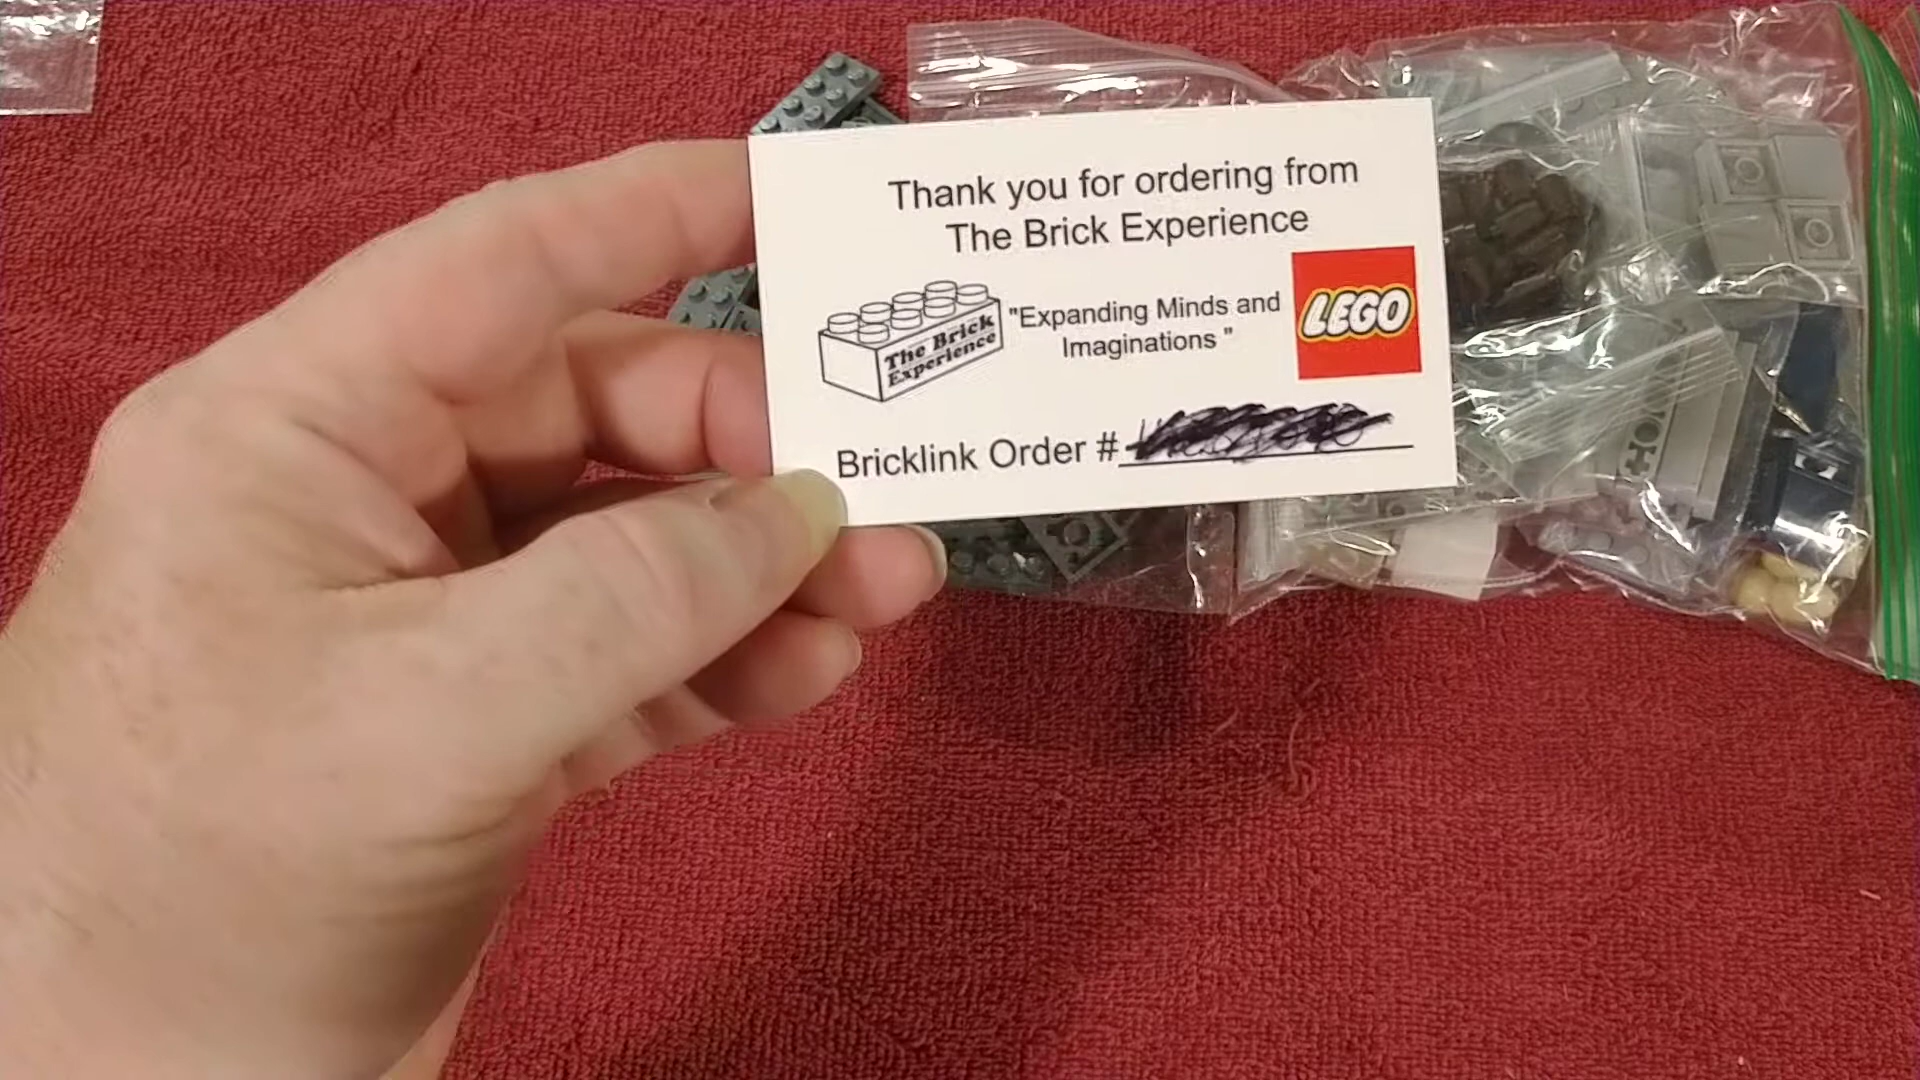 Thank you for ordering from
The Brick Experience
The Brick
Experience
"Expanding Minds and
Imaginations "
LEGO
Bricklink Order #